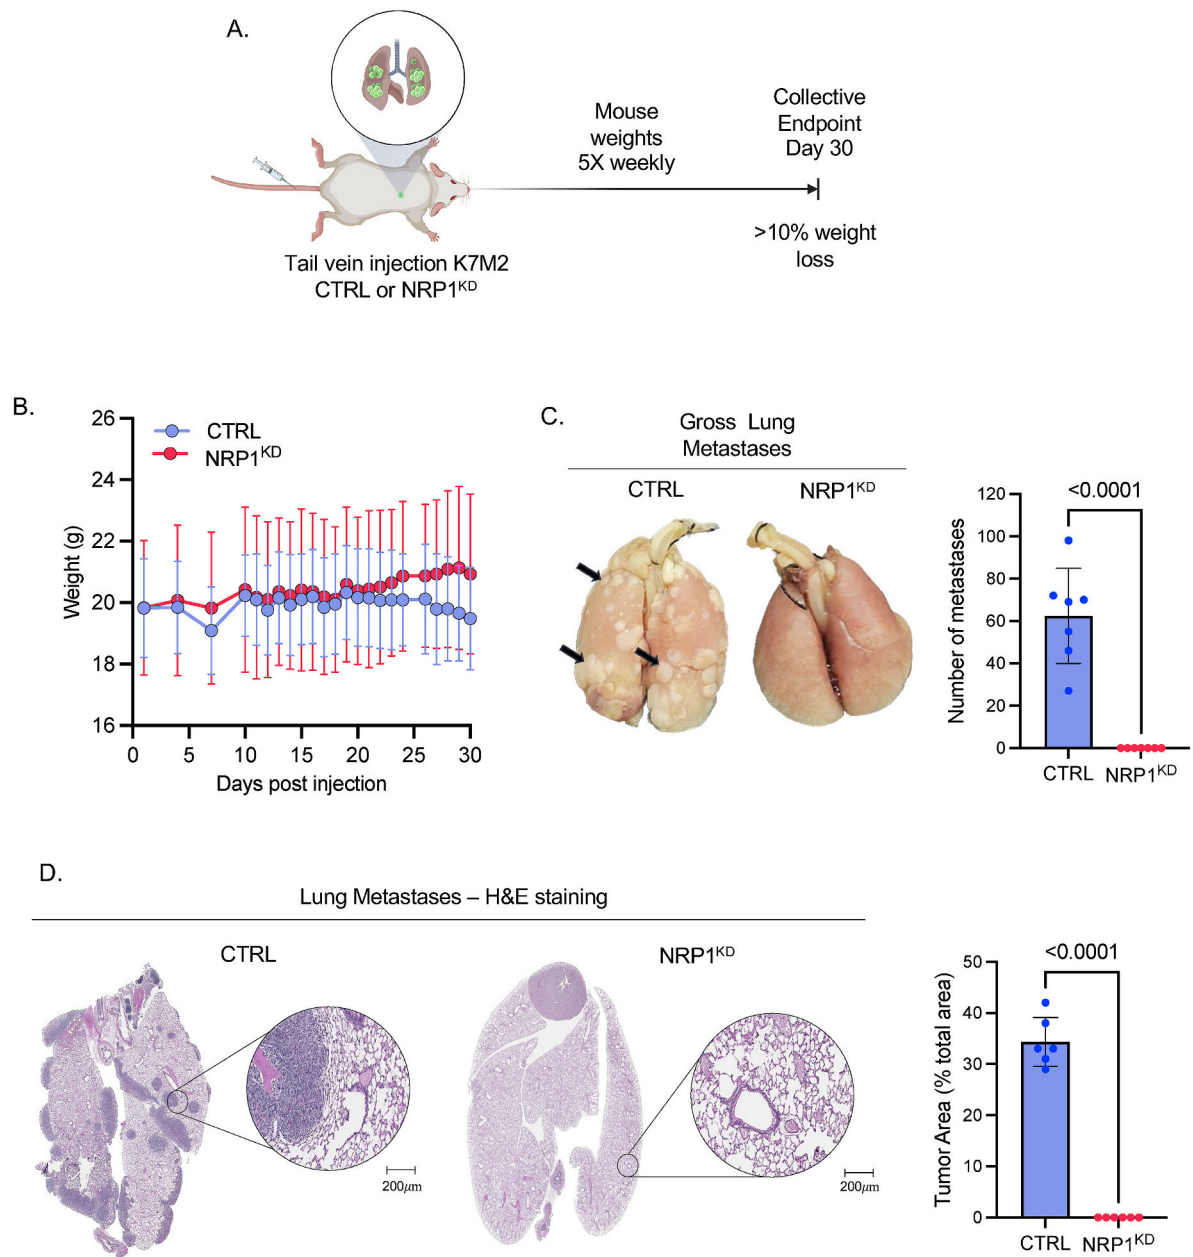 A.
Mouse
weights
5X weekly
Collective
Endpoint
Day 30
>10% weight
loss
Tail vein injection K7M2
CTRL or NRP1KD
B.
26
24
22
20
18
16
Weight (g)
CTRL
NRP1KD
0 5 10 15 20 25 30
Days post injection
C.
Gross Lung
Metastases
CTRL NRP1KD
<0.0001
120
100
80
60
40
20
0
Number of metastases
CTRL NRP1KD
D.
Lung Metastases – H&E staining
CTRL NRP1KD
200µm
200µm
<0.0001
50
40
30
20
10
0
Tumor Area (% total area)
CTRL NRP1KD